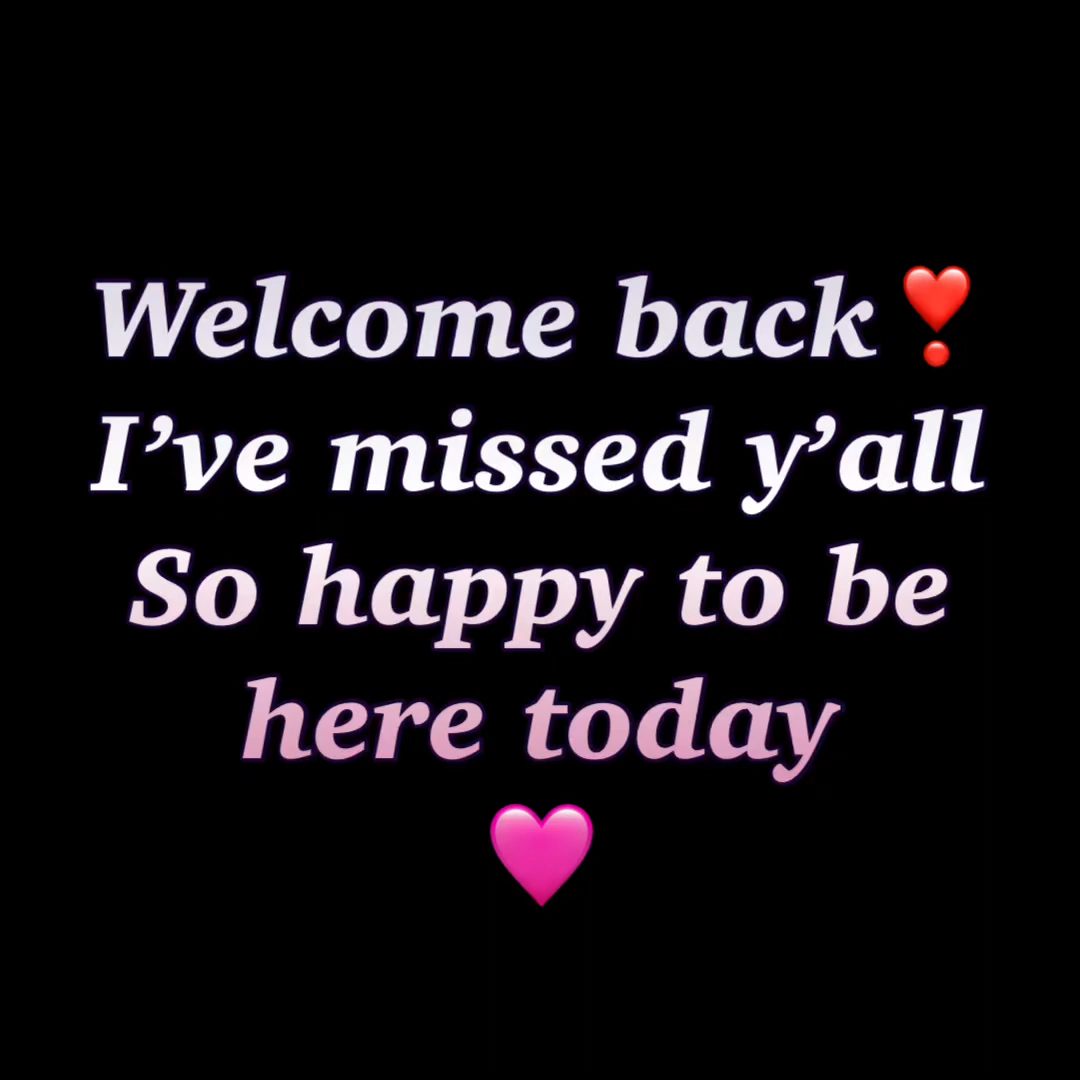 Welcome back❣️
I’ve missed y’all
So happy to be
here today
🩷